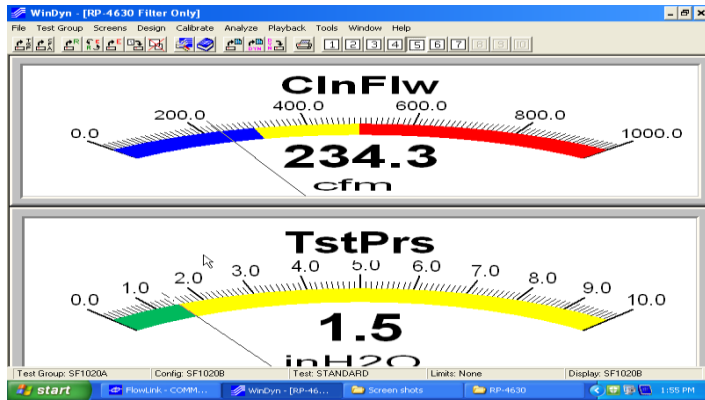 WinDyn - [RP-4630 Filter Only]
File Test Group Screens Design Calibrate Analyze Playback Tools Window Help
1 2 3 4 5 6 7 8 9 10
ClnFlw
0.0 200.0 400.0 600.0 800.0 1000.0
234.3
cfm
TstPrs
0.0 1.0 2.0 3.0 4.0 5.0 6.0 7.0 8.0 9.0 10.0
1.5
inH2O
Test Group: SF1020A Config: SF1020B Test: STANDARD Limits: None Display: SF1020B
start FlowLink - COMM... WinDyn - [RP-46... Screen shots RP-4630 1:55 PM